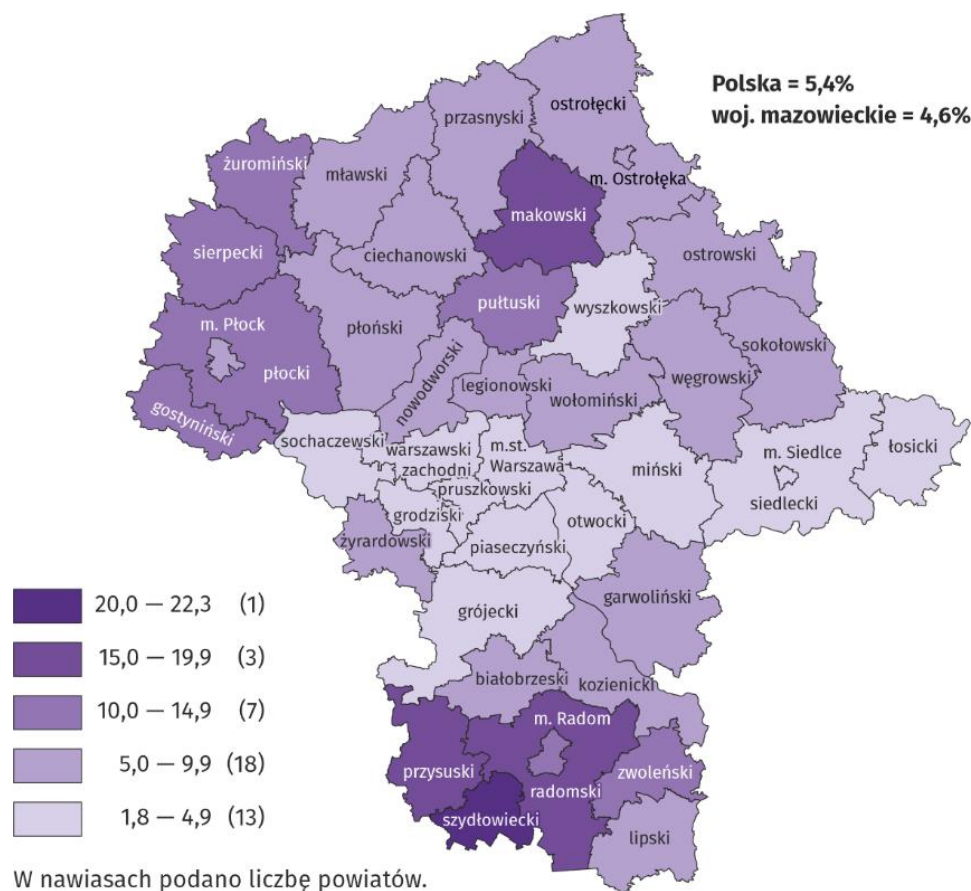 Polska = 5,4%
woj. mazowieckie = 4,6%
ostrołęcki
przasnyski
żuromiński
mławski
m. Ostrołęka
makowski
sierpecki
ciechanowski
ostrowski
pułtuski
wyszkowski
m. Płock
płoński
sokołowski
płocki
nowodworski
legionowski
węgrowski
wołomiński
gostyniński
sochaczewski
warszawski
zachodni
m.st.
Warszawa
miński
m. Siedlce
łosicki
pruszkowski
siedlecki
grodziski
otwocki
żyrardowski
piaseczyński
garwoliński
grójecki
białobrzeski
kozienicki
m. Radom
przysuski
radomski
zwoleński
szydłowiecki
lipski
20,0 — 22,3 (1)
15,0 — 19,9 (3)
10,0 — 14,9 (7)
5,0 — 9,9 (18)
1,8 — 4,9 (13)
W nawiasach podano liczbę powiatów.